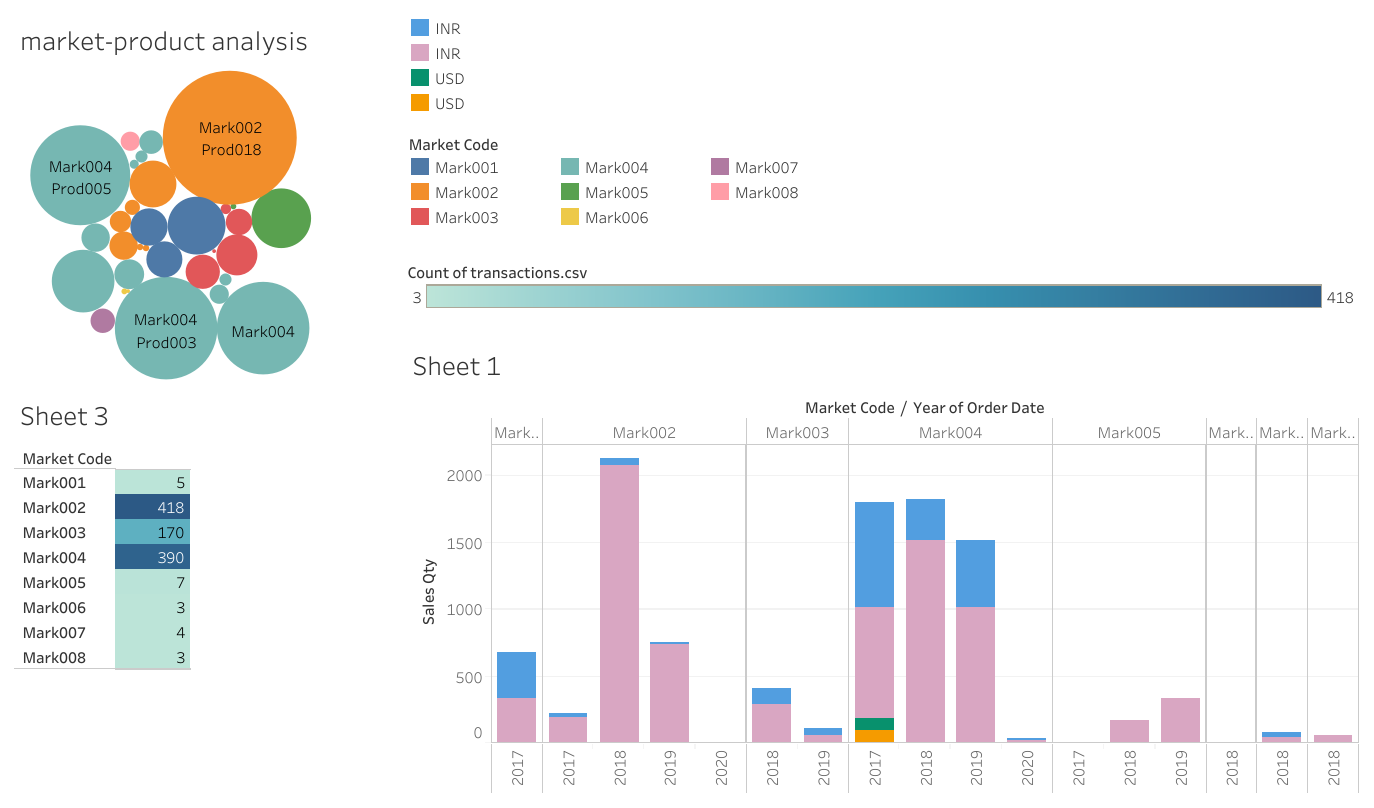 market-product analysis
Mark002
Prod018
Mark004
Prod005
Mark004
Prod003
Mark004
INR
INR
USD
USD
Market Code
Mark001
Mark004
Mark007
Mark002
Mark005
Mark008
Mark003
Mark006
Count of transactions.csv
3
418
Sheet 3
Market Code
Mark001 5
Mark002 418
Mark003 170
Mark004 390
Mark005 7
Mark006 3
Mark007 4
Mark008 3
Sheet 1
Market Code / Year of Order Date
Mark.. Mark002 Mark003 Mark004 Mark005 Mark.. Mark.. Mark..
Sales Qty
2000
1500
1000
500
0
2017 2017 2018 2019 2020 2018 2019 2017 2018 2019 2020 2017 2018 2019 2018 2018 2018